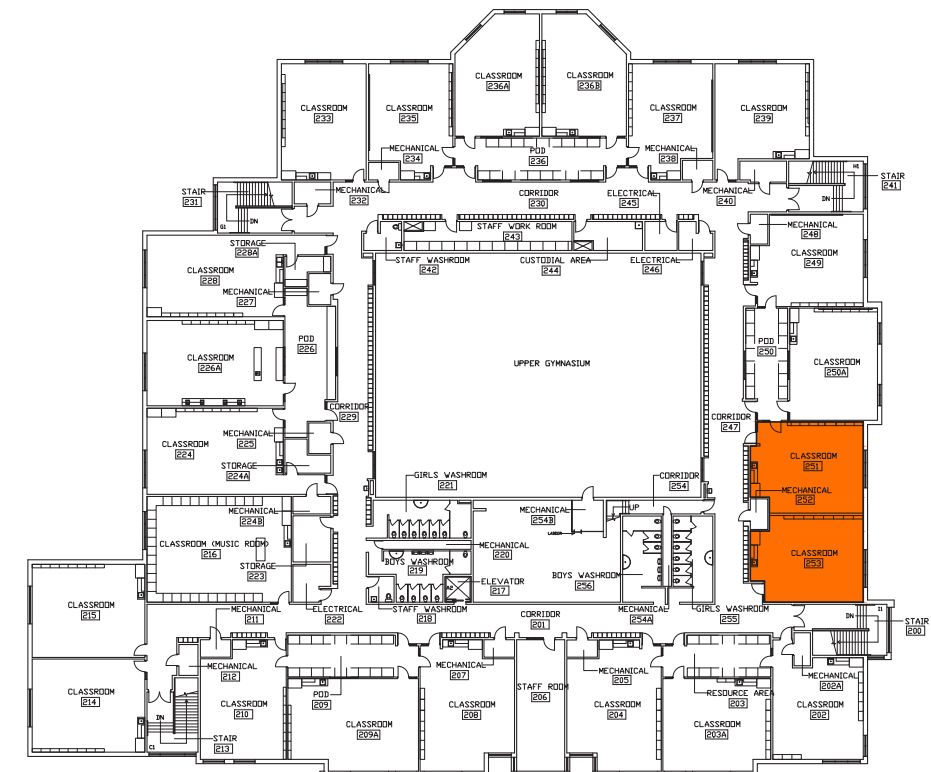 CLASSROOM
236A
CLASSROOM
236B
CLASSROOM
233
CLASSROOM
235
CLASSROOM
237
CLASSROOM
239
MECHANICAL
234
POD
236
MECHANICAL
238
STAIR
231
MECHANICAL
232
CORRIDOR
230
ELECTRICAL
245
MECHANICAL
240
STAIR
241
H1
DN
G1
DN
STORAGE
228A
STAFF WORK ROOM
243
MECHANICAL
248
STAFF WASHROOM
242
CUSTODIAL AREA
244
ELECTRICAL
246
CLASSROOM
249
CLASSROOM
228
MECHANICAL
227
POD
226
POD
250
CLASSROOM
226A
UPPER GYMNASIUM
CLASSROOM
250A
CORRIDOR
229
CORRIDOR
247
CLASSROOM
224
MECHANICAL
225
STORAGE
224A
CLASSROOM
251
GIRLS WASHROOM
221
CORRIDOR
254
MECHANICAL
252
MECHANICAL
224B
MECHANICAL
254B
UP
LADDER
CLASSROOM (MUSIC ROOM)
216
MECHANICAL
220
STORAGE
223
BOYS WASHROOM
219
CLASSROOM
253
ELEVATOR
217
A2
BOYS WASHROOM
256
CLASSROOM
215
MECHANICAL
211
ELECTRICAL
222
STAFF WASHROOM
218
CORRIDOR
201
MECHANICAL
254A
GIRLS WASHROOM
255
I1
DN
STAIR
200
MECHANICAL
212
MECHANICAL
207
MECHANICAL
205
MECHANICAL
202A
CLASSROOM
214
POD
209
STAFF ROOM
206
RESOURCE AREA
203
CLASSROOM
210
CLASSROOM
208
CLASSROOM
204
CLASSROOM
202
CLASSROOM
209A
CLASSROOM
203A
DN
C1
STAIR
213